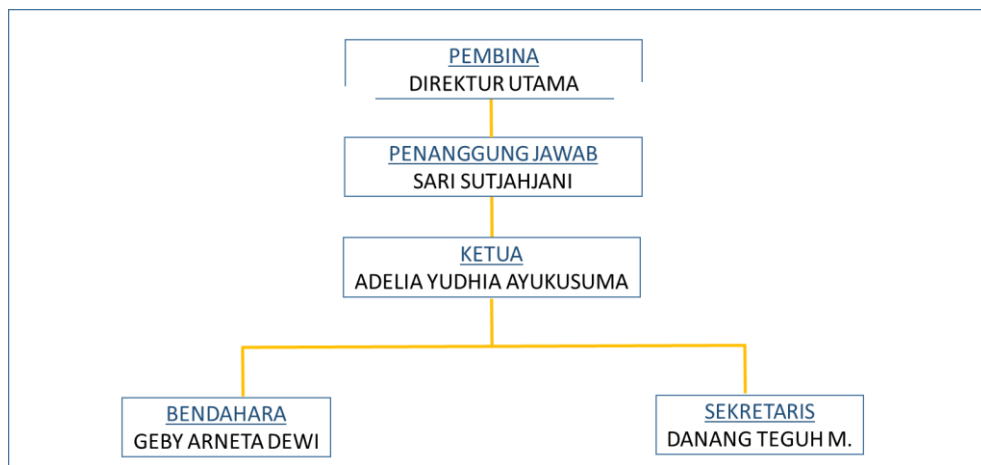 PEMBINA
DIREKTUR UTAMA
PENANGGUNG JAWAB
SARI SUTJAHJANI
KETUA
ADELIA YUDHIA AYUKUSUMA
BENDAHARA
GEBY ARNETA DEWI
SEKRETARIS
DANANG TEGUH M.